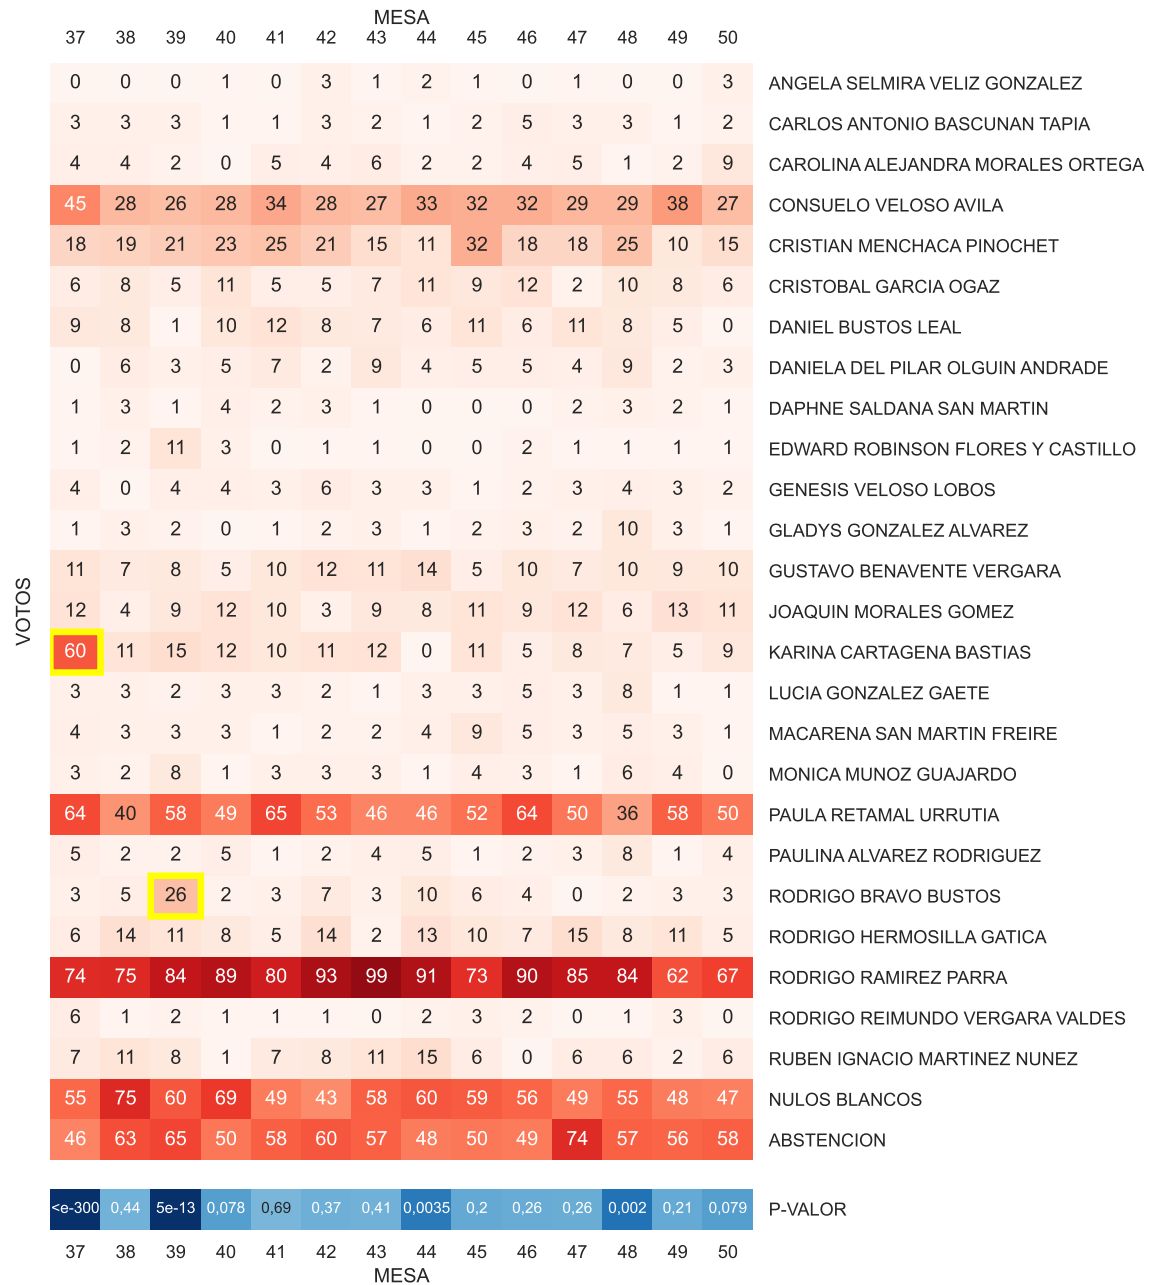 MESA
37 38 39 40 41 42 43 44 45 46 47 48 49 50
0 0 0 1 0 3 1 2 1 0 1 0 0 3 ANGELA SELMIRA VELIZ GONZALEZ
3 3 3 1 1 3 2 1 2 5 3 3 1 2 CARLOS ANTONIO BASCUNAN TAPIA
4 4 2 0 5 4 6 2 2 4 5 1 2 9 CAROLINA ALEJANDRA MORALES ORTEGA
45 28 26 28 34 28 27 33 32 32 29 29 38 27 CONSUELO VELOSO AVILA
18 19 21 23 25 21 15 11 32 18 18 25 10 15 CRISTIAN MENCHACA PINOCHET
6 8 5 11 5 5 7 11 9 12 2 10 8 6 CRISTOBAL GARCIA OGAZ
9 8 1 10 12 8 7 6 11 6 11 8 5 0 DANIEL BUSTOS LEAL
0 6 3 5 7 2 9 4 5 5 4 9 2 3 DANIELA DEL PILAR OLGUIN ANDRADE
1 3 1 4 2 3 1 0 0 0 2 3 2 1 DAPHNE SALDANA SAN MARTIN
1 2 11 3 0 1 1 0 0 2 1 1 1 1 EDWARD ROBINSON FLORES Y CASTILLO
4 0 4 4 3 6 3 3 1 2 3 4 3 2 GENESIS VELOSO LOBOS
1 3 2 0 1 2 3 1 2 3 2 10 3 1 GLADYS GONZALEZ ALVAREZ
11 7 8 5 10 12 11 14 5 10 7 10 9 10 GUSTAVO BENAVENTE VERGARA
VOTOS
12 4 9 12 10 3 9 8 11 9 12 6 13 11 JOAQUIN MORALES GOMEZ
60 11 15 12 10 11 12 0 11 5 8 7 5 9 KARINA CARTAGENA BASTIAS
3 3 2 3 3 2 1 3 3 5 3 8 1 1 LUCIA GONZALEZ GAETE
4 3 3 3 1 2 2 4 9 5 3 5 3 1 MACARENA SAN MARTIN FREIRE
3 2 8 1 3 3 3 1 4 3 1 6 4 0 MONICA MUNOZ GUAJARDO
64 40 58 49 65 53 46 46 52 64 50 36 58 50 PAULA RETAMAL URRUTIA
5 2 2 5 1 2 4 5 1 2 3 8 1 4 PAULINA ALVAREZ RODRIGUEZ
3 5 26 2 3 7 3 10 6 4 0 2 3 3 RODRIGO BRAVO BUSTOS
6 14 11 8 5 14 2 13 10 7 15 8 11 5 RODRIGO HERMOSILLA GATICA
74 75 84 89 80 93 99 91 73 90 85 84 62 67 RODRIGO RAMIREZ PARRA
6 1 2 1 1 1 0 2 3 2 0 1 3 0 RODRIGO REIMUNDO VERGARA VALDES
7 11 8 1 7 8 11 15 6 0 6 6 2 6 RUBEN IGNACIO MARTINEZ NUNEZ
55 75 60 69 49 43 58 60 59 56 49 55 48 47 NULOS BLANCOS
46 63 65 50 58 60 57 48 50 49 74 57 56 58 ABSTENCION
<e-300 0,44 5e-13 0,078 0,69 0,37 0,41 0,0035 0,2 0,26 0,26 0,002 0,21 0,079 P-VALOR
37 38 39 40 41 42 43 44 45 46 47 48 49 50
MESA